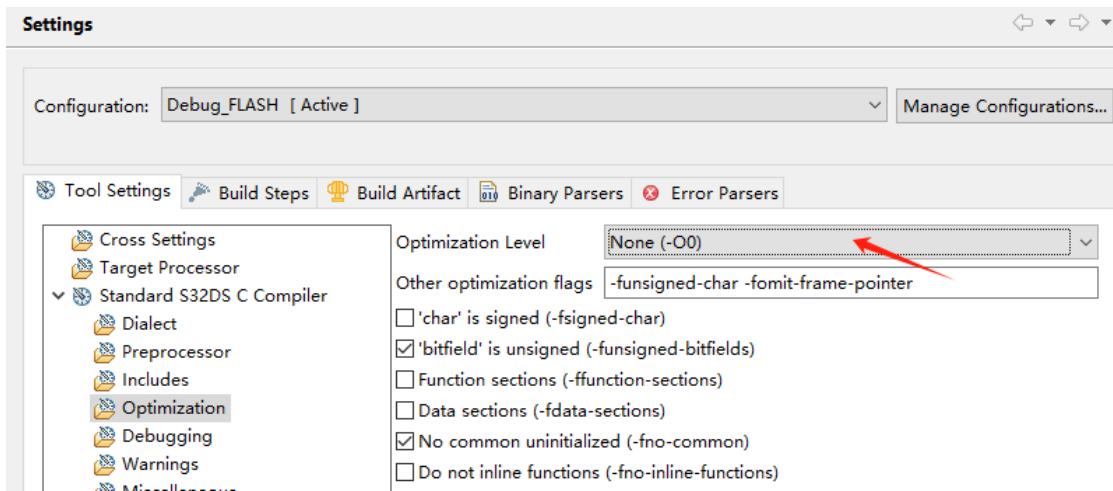 Settings
Configuration: Debug_FLASH [ Active ] Manage Configurations...
Tool Settings Build Steps Build Artifact Binary Parsers Error Parsers
Cross Settings
Target Processor
Standard S32DS C Compiler
Dialect
Preprocessor
Includes
Optimization
Debugging
Warnings
Miscellaneous
Optimization Level None (-O0)
Other optimization flags -funsigned-char -fomit-frame-pointer
'char' is signed (-fsigned-char)
'bitfield' is unsigned (-funsigned-bitfields)
Function sections (-ffunction-sections)
Data sections (-fdata-sections)
No common uninitialized (-fno-common)
Do not inline functions (-fno-inline-functions)